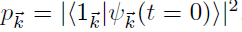 $p_{\vec{k}} = |\langle 1_{\vec{k}} | \psi_{\vec{k}}(t=0) \rangle|^2$.